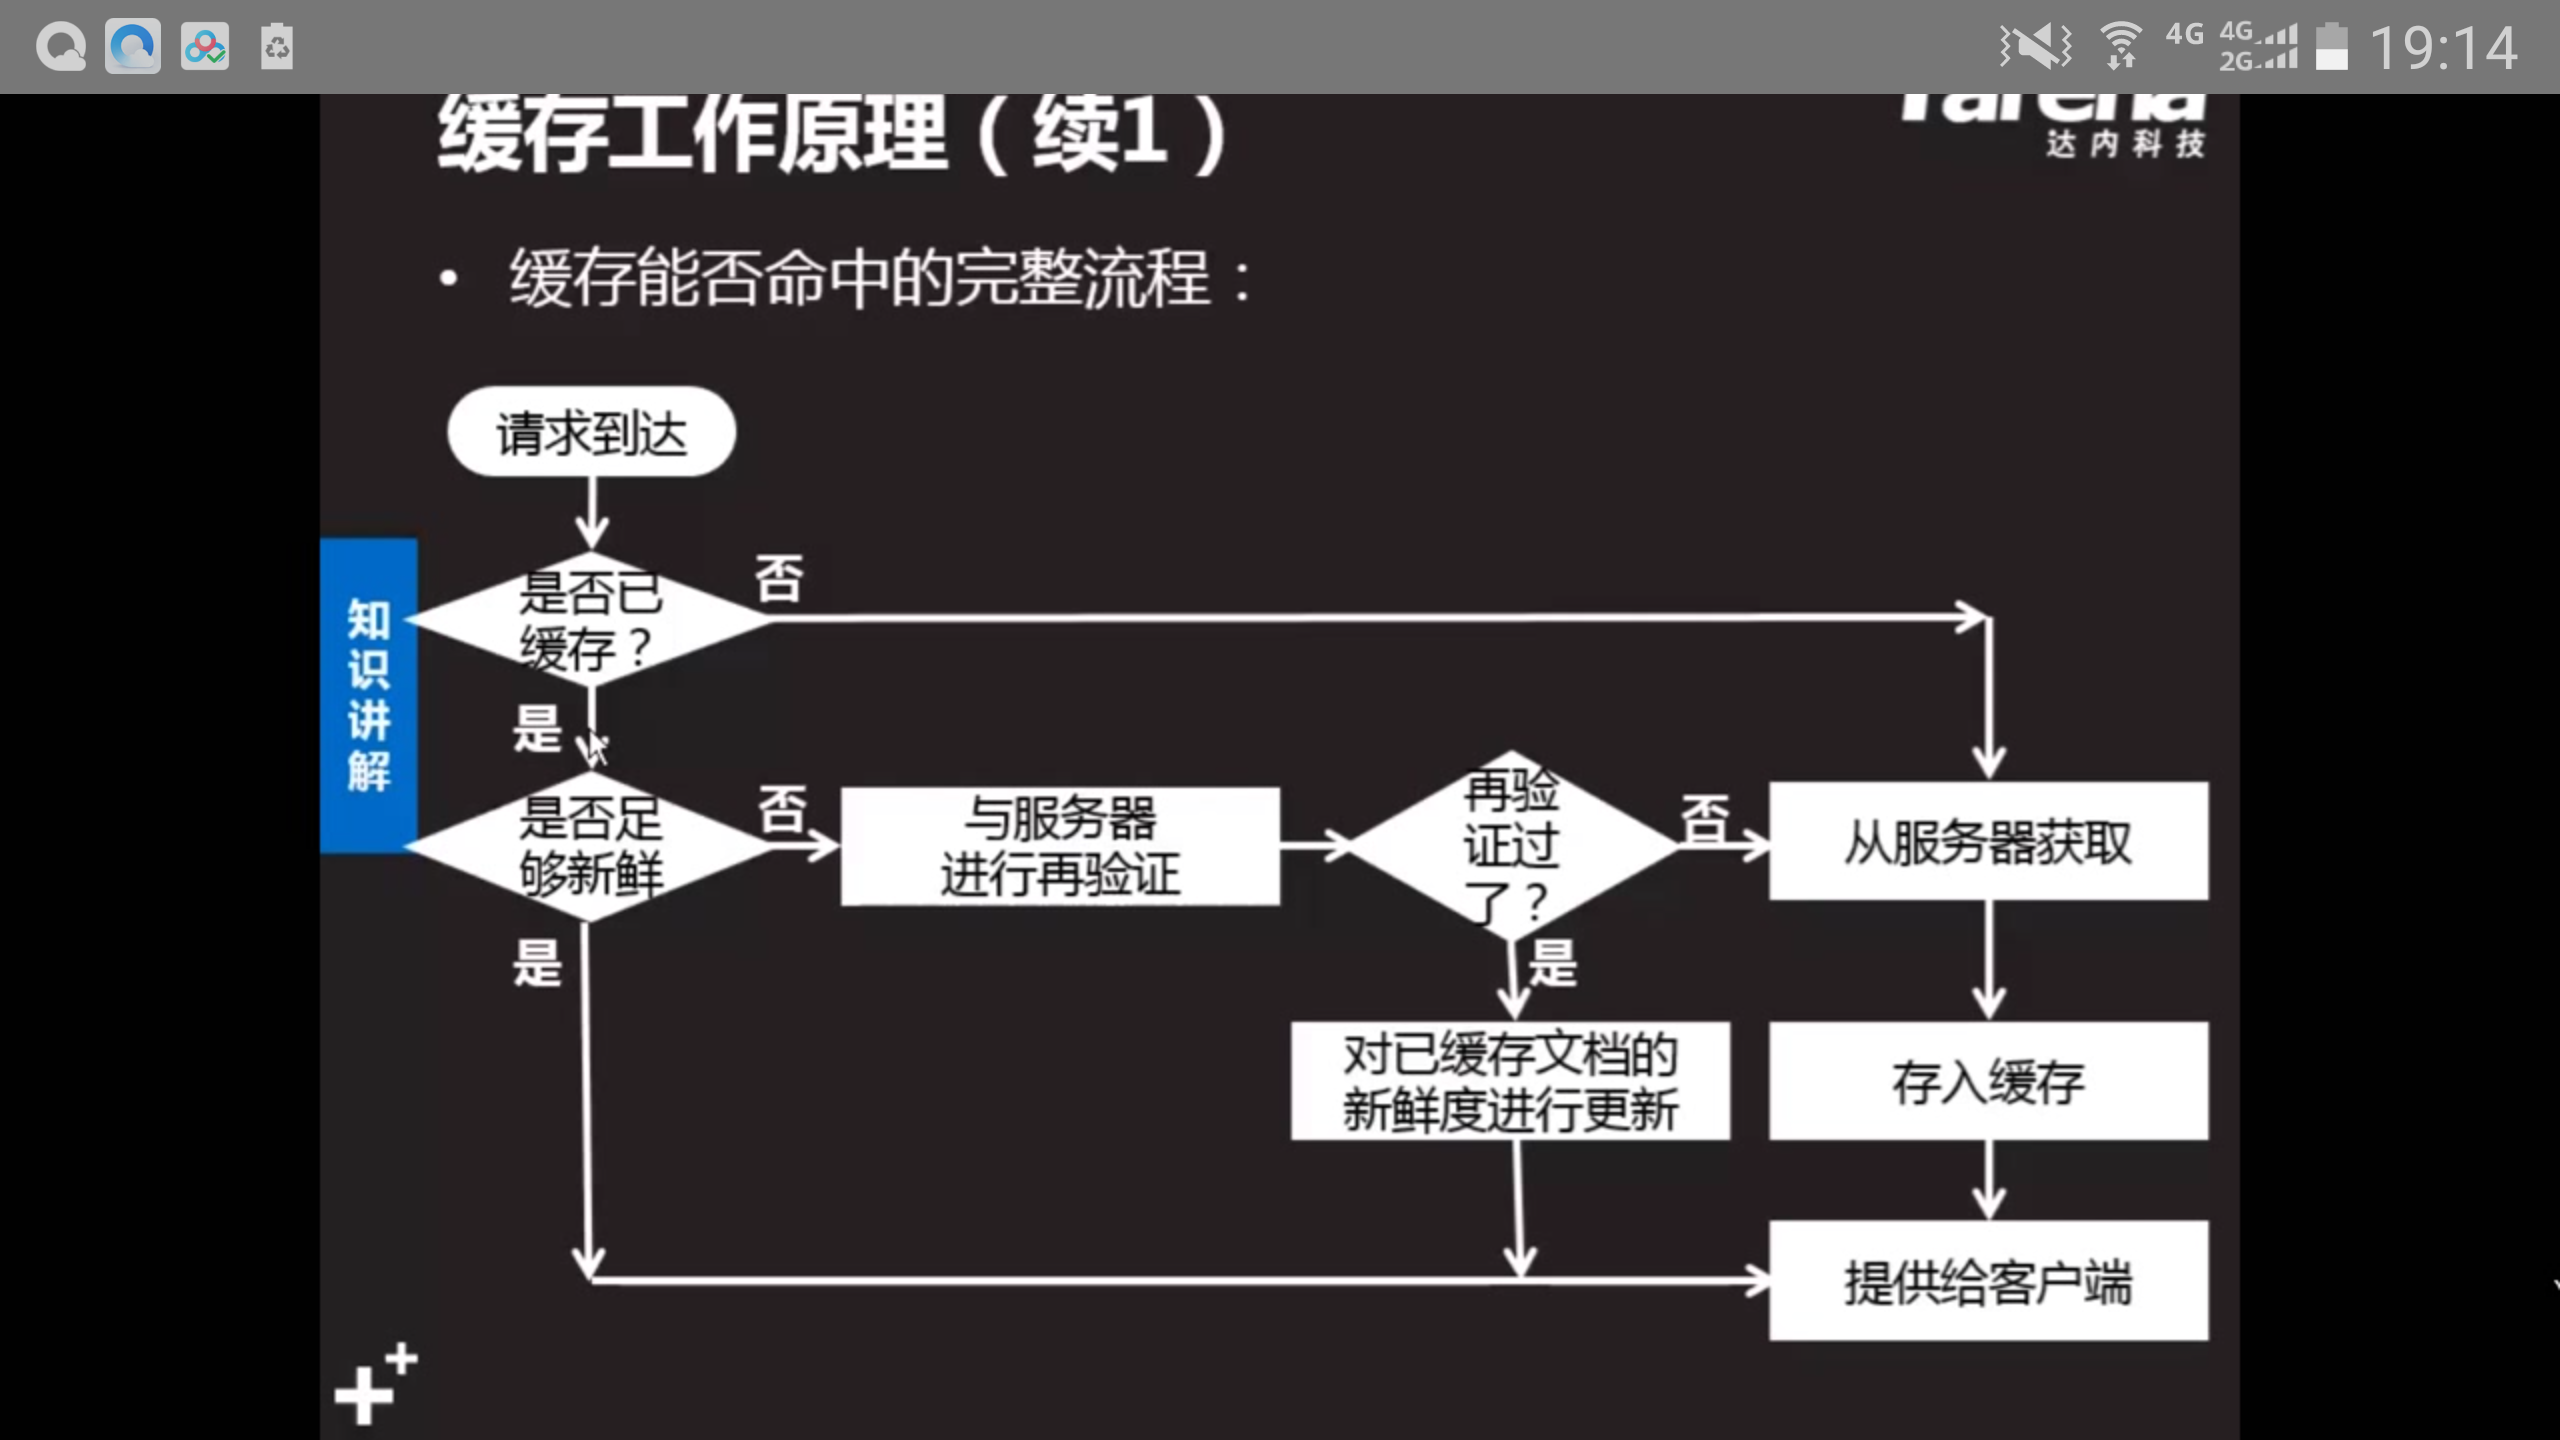 4G
4G
2G
19:14
缓存工作原理（续1）
Tarena
达内科技
• 缓存能否命中的完整流程：
请求到达
是否已
缓存？
否
是
知识讲解
是否足
够新鲜
否
与服务器
进行再验证
再验
证过
了？
否
从服务器获取
是
是
对已缓存文档的
新鲜度进行更新
存入缓存
提供给客户端